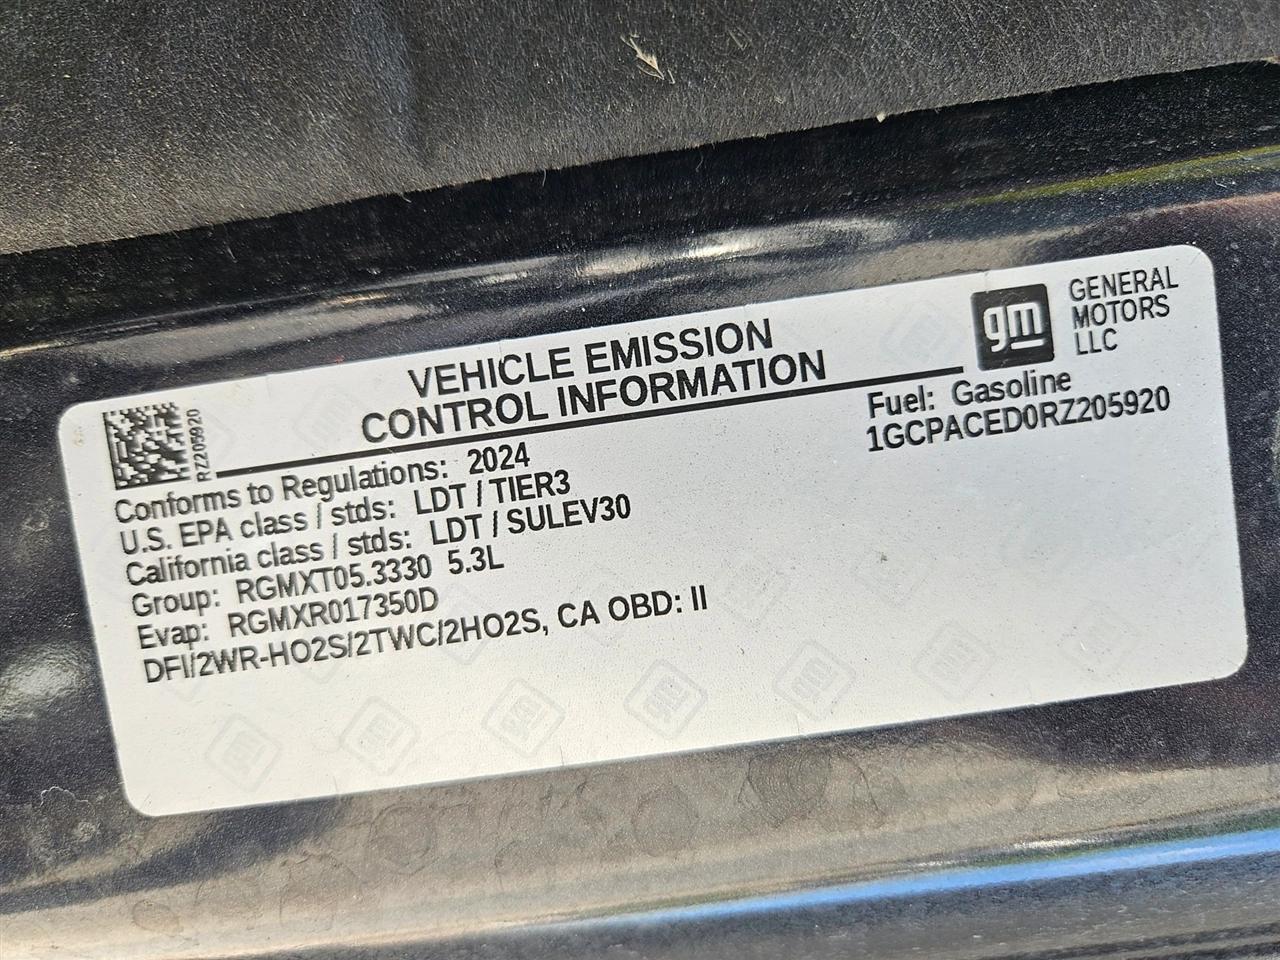 VEHICLE EMISSION
CONTROL INFORMATION
gm
GENERAL
MOTORS
LLC
RZ205920
Fuel: Gasoline
1GCPACED0RZ205920
Conforms to Regulations: 2024
U.S. EPA class / stds: LDT / TIER3
California class / stds: LDT / SULEV30
Group: RGMXT05.3330 5.3L
Evap: RGMXR017350D
DFI/2WR-HO2S/2TWC/2HO2S, CA OBD: II